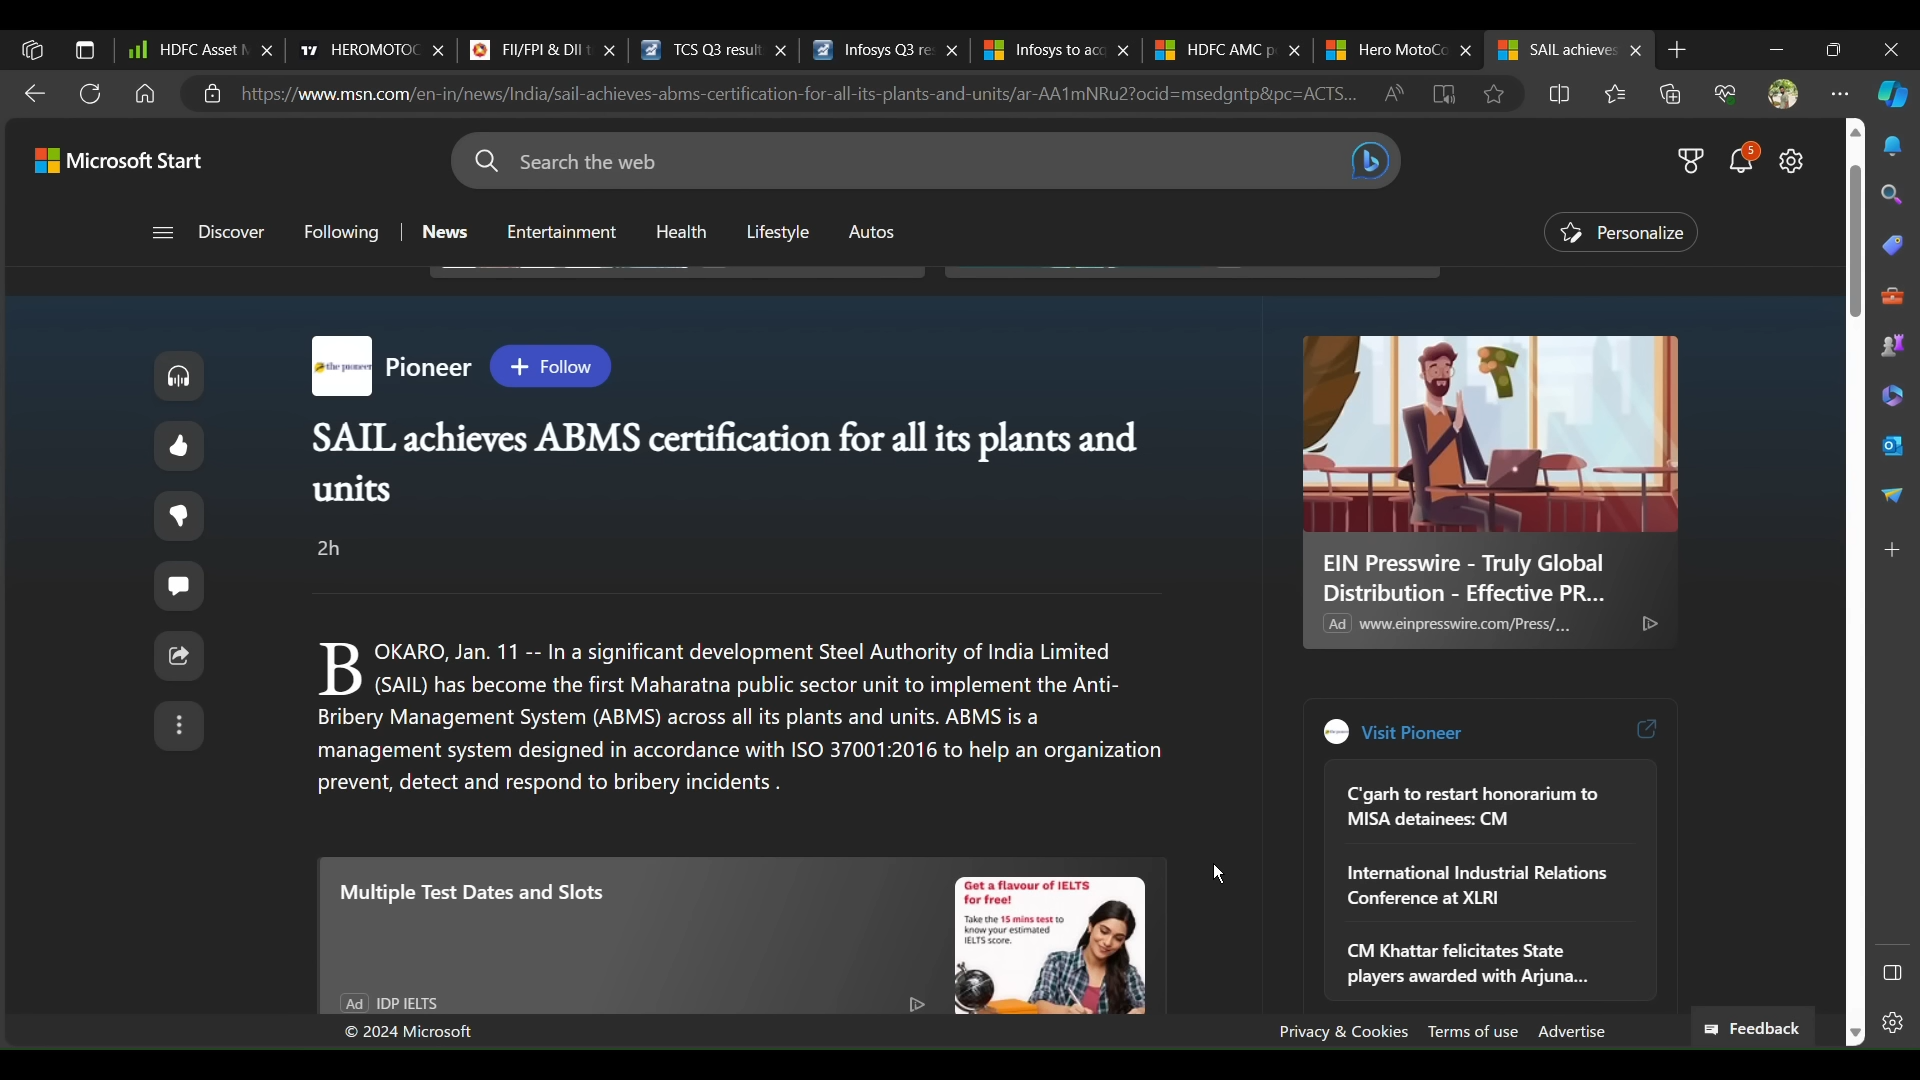 HDFC Asset M
HEROMOTOC
FII/FPI & DII t
TCS Q3 result
Infosys Q3 re
Infosys to acq
HDFC AMC p
Hero MotoCo
SAIL achieves
https://www.msn.com/en-in/news/India/sail-achieves-abms-certification-for-all-its-plants-and-units/ar-AA1mNRu2?ocid=msedgntp&pc=ACTS...
Microsoft Start
Search the web
5
Discover
Following
News
Entertainment
Health
Lifestyle
Autos
Personalize
the pioneer
Pioneer
Follow
SAIL achieves ABMS certification for all its plants and
units
2h
BOKARO, Jan. 11 -- In a significant development Steel Authority of India Limited
(SAIL) has become the first Maharatna public sector unit to implement the Anti-
Bribery Management System (ABMS) across all its plants and units. ABMS is a
management system designed in accordance with ISO 37001:2016 to help an organization
prevent, detect and respond to bribery incidents .
Multiple Test Dates and Slots
Ad IDP IELTS
Get a flavour of IELTS
for free!
Take the 15 mins test to
know your estimated
IELTS score.
EIN Presswire - Truly Global
Distribution - Effective PR...
Ad www.einpresswire.com/Press/...
Visit Pioneer
C'garh to restart honorarium to
MISA detainees: CM
International Industrial Relations
Conference at XLRI
CM Khattar felicitates State
players awarded with Arjuna...
© 2024 Microsoft
Privacy & Cookies
Terms of use
Advertise
Feedback